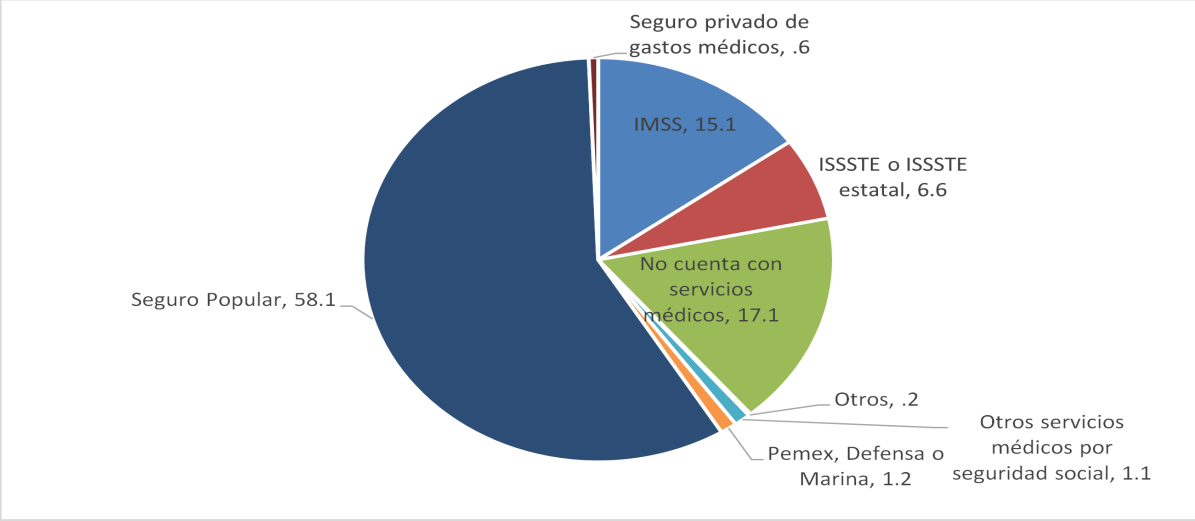 Seguro privado de
gastos médicos, .6
IMSS, 15.1
ISSSTE o ISSSTE
estatal, 6.6
No cuenta con
servicios
médicos, 17.1
Seguro Popular, 58.1
Otros, .2
Otros servicios
médicos por
seguridad social, 1.1
Pemex, Defensa o
Marina, 1.2